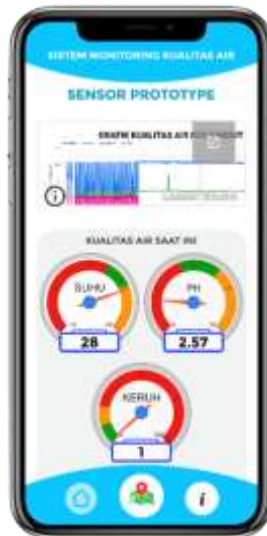 SISTEM MONITORING KUALITAS AIR
SENSOR PROTOTYPE
GRAFIK KUALITAS AIR
KUALITAS AIR SAAT INI
SUHU
PH
28
2.57
KERUH
1
i